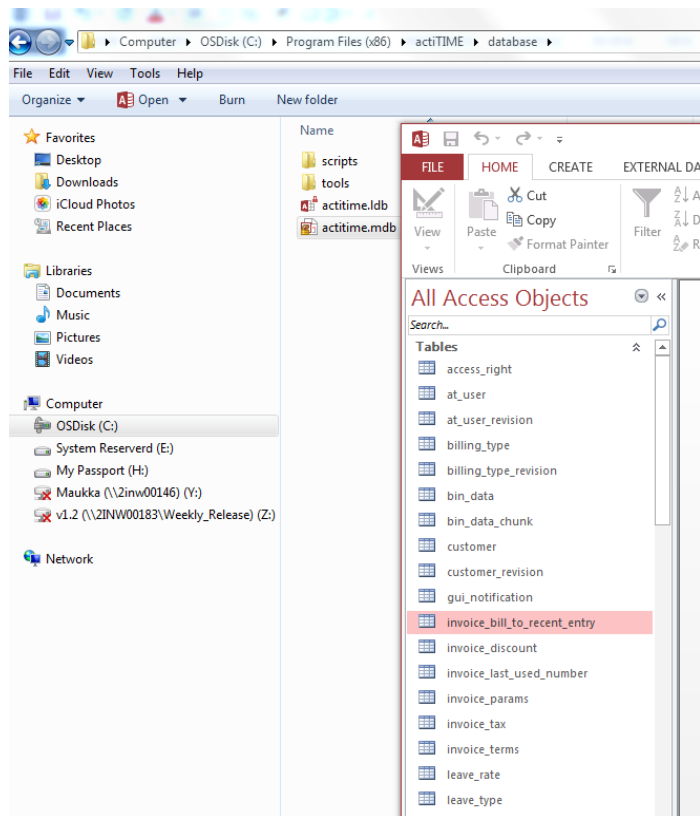 Computer ▸ OSDisk (C:) ▸ Program Files (x86) ▸ actiTIME ▸ database ▸
File Edit View Tools Help
Organize Open Burn New folder
Favorites
Desktop
Downloads
iCloud Photos
Recent Places
Libraries
Documents
Music
Pictures
Videos
Computer
OSDisk (C:)
System Reserverd (E:)
My Passport (H:)
Maukka (\\2inw00146) (Y:)
v1.2 (\\2INW00183\Weekly_Release) (Z:)
Network
Name
scripts
tools
actitime.ldb
actitime.mdb
FILE HOME CREATE EXTERNAL DA
View
Paste
Cut
Copy
Format Painter
Filter
A
D
R
Views Clipboard
All Access Objects
Search...
Tables
access_right
at_user
at_user_revision
billing_type
billing_type_revision
bin_data
bin_data_chunk
customer
customer_revision
gui_notification
invoice_bill_to_recent_entry
invoice_discount
invoice_last_used_number
invoice_params
invoice_tax
invoice_terms
leave_rate
leave_type